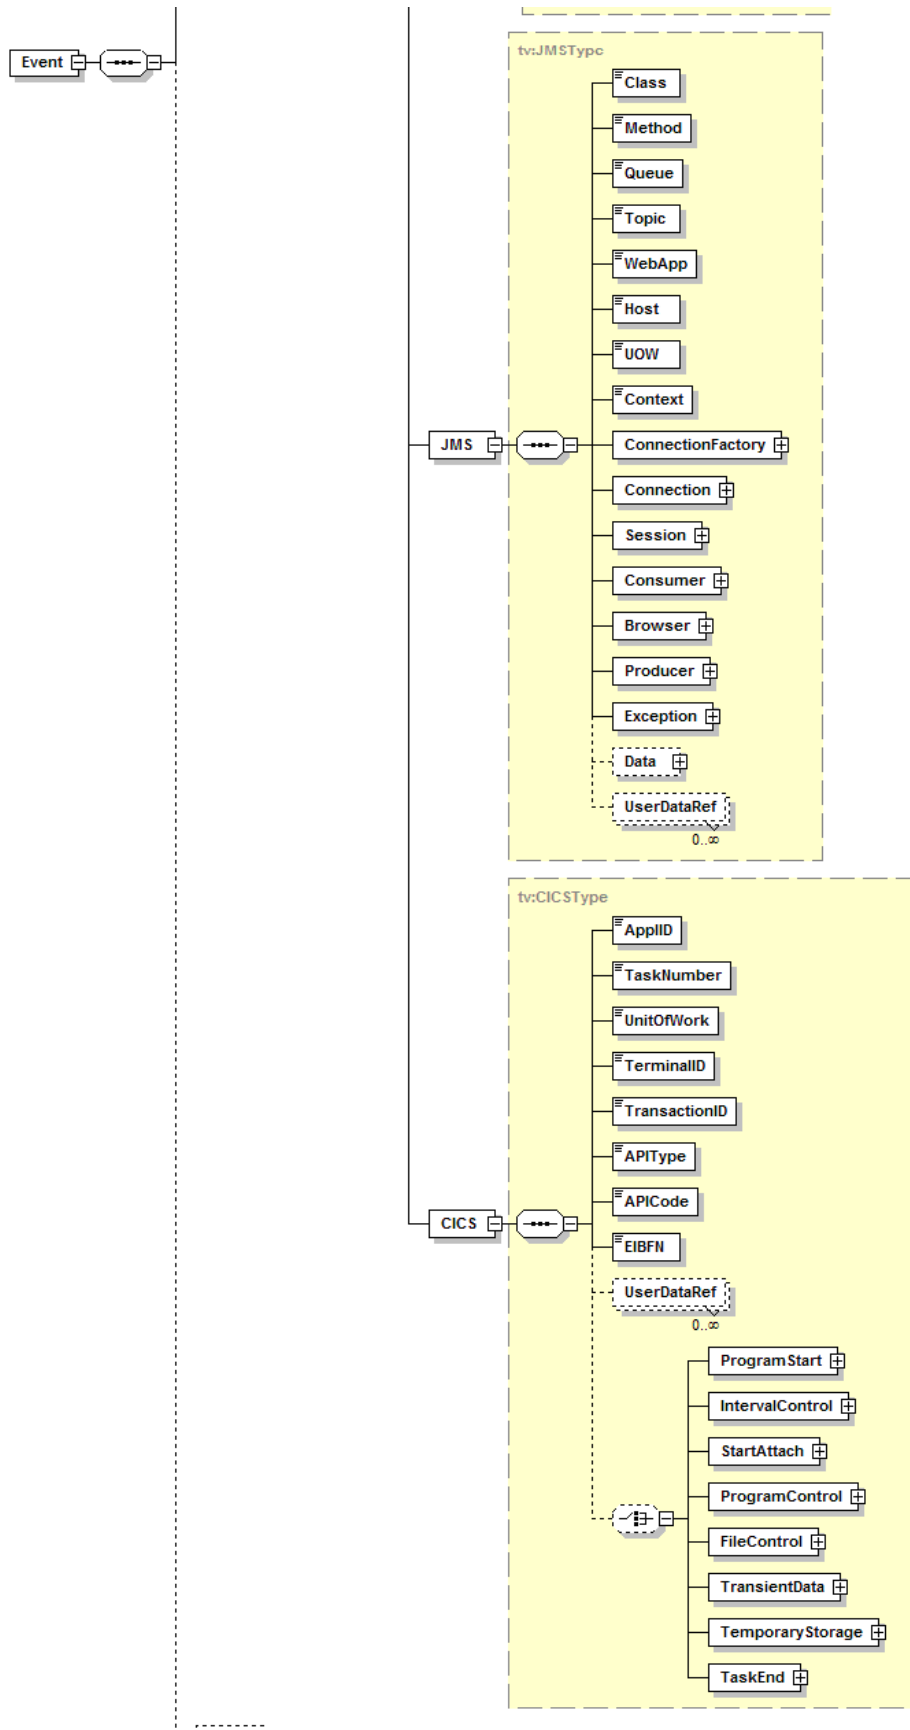 Event
tv:JMSType
Class
Method
Queue
Topic
WebApp
Host
UOW
Context
JMS
ConnectionFactory
Connection
Session
Consumer
Browser
Producer
Exception
Data
UserDataRef
0..∞
tv:CICSType
ApplID
TaskNumber
UnitOfWork
TerminalID
TransactionID
APIType
APICode
CICS
EIBFN
UserDataRef
0..∞
ProgramStart
IntervalControl
StartAttach
ProgramControl
FileControl
TransientData
TemporaryStorage
TaskEnd